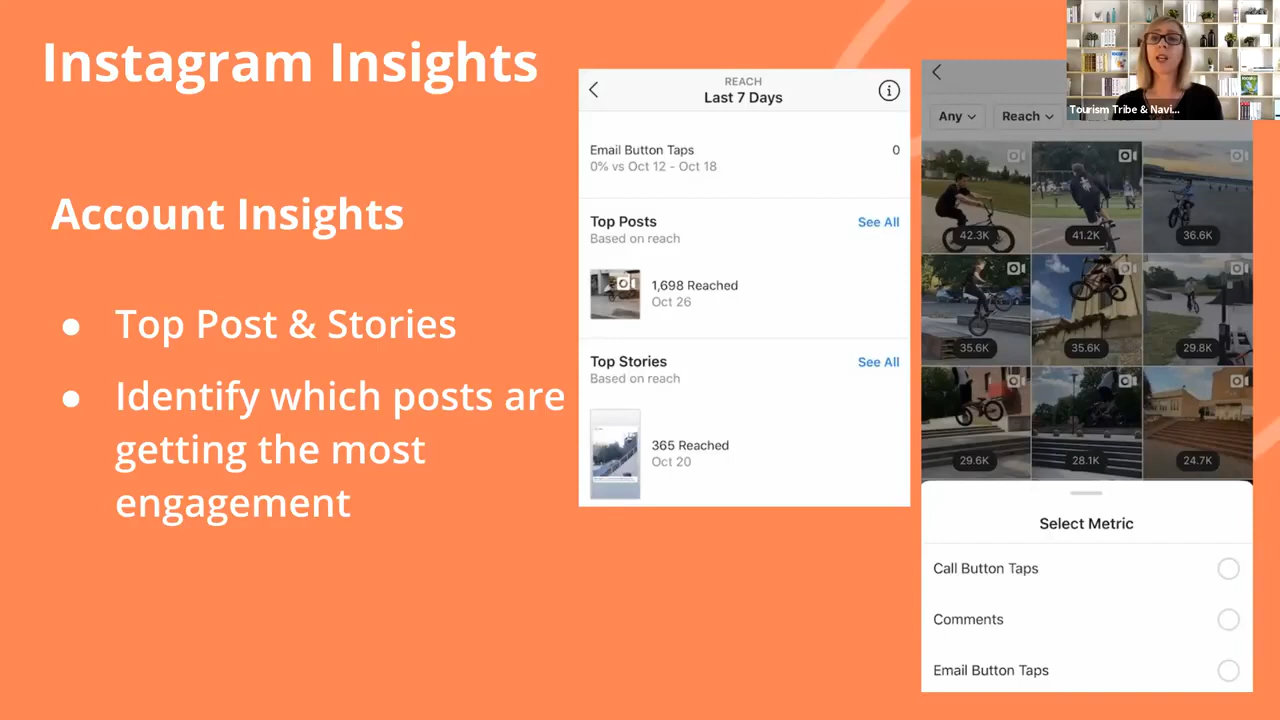 Instagram Insights
Account Insights
● Top Post & Stories
● Identify which posts are
getting the most
engagement
REACH
Last 7 Days
Email Button Taps 0
0% vs Oct 12 - Oct 18
Top Posts See All
Based on reach
1,698 Reached
Oct 26
Top Stories See All
Based on reach
365 Reached
Oct 20
Tourism Tribe & Navi...
Any Reach
42.3K 41.2K 36.6K
35.6K 35.6K 29.8K
29.6K 28.1K 24.7K
Select Metric
Call Button Taps
Comments
Email Button Taps